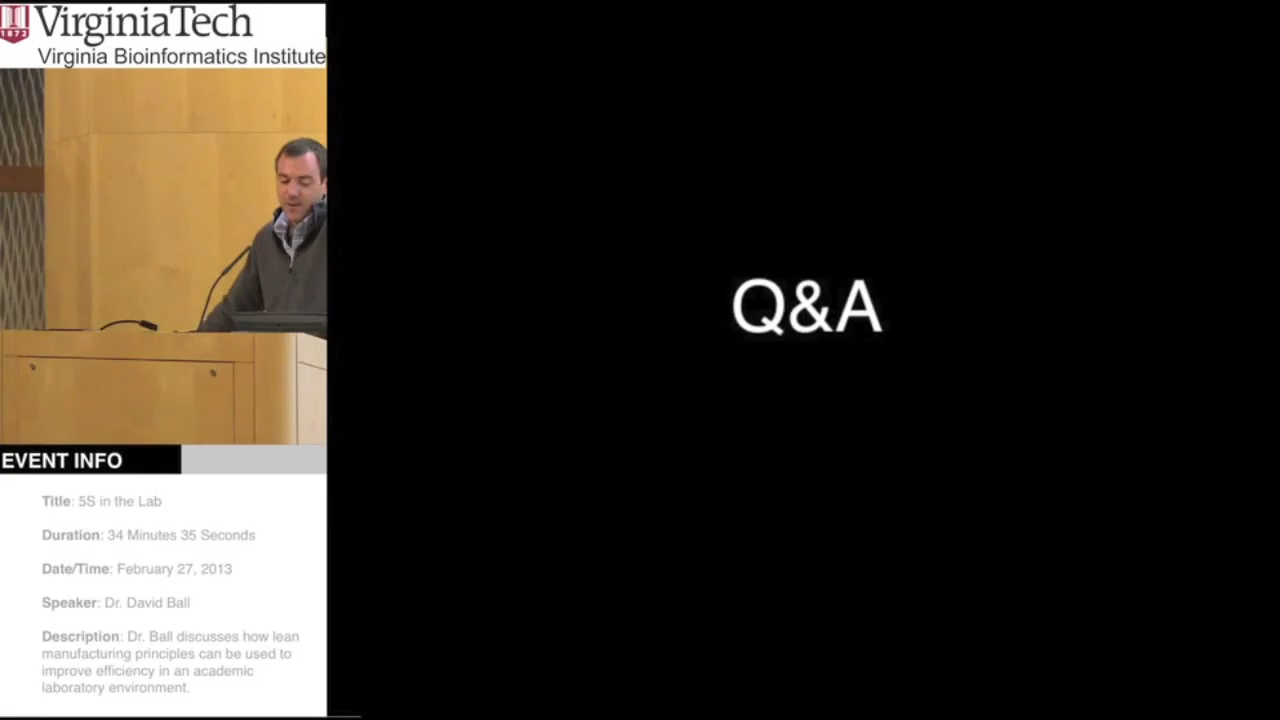 1872
VirginiaTech
Virginia Bioinformatics Institute
Q&A
EVENT INFO
Title: 5S in the Lab
Duration: 34 Minutes 35 Seconds
Date/Time: February 27, 2013
Speaker: Dr. David Ball
Description: Dr. Ball discusses how lean
manufacturing principles can be used to
improve efficiency in an academic
laboratory environment.